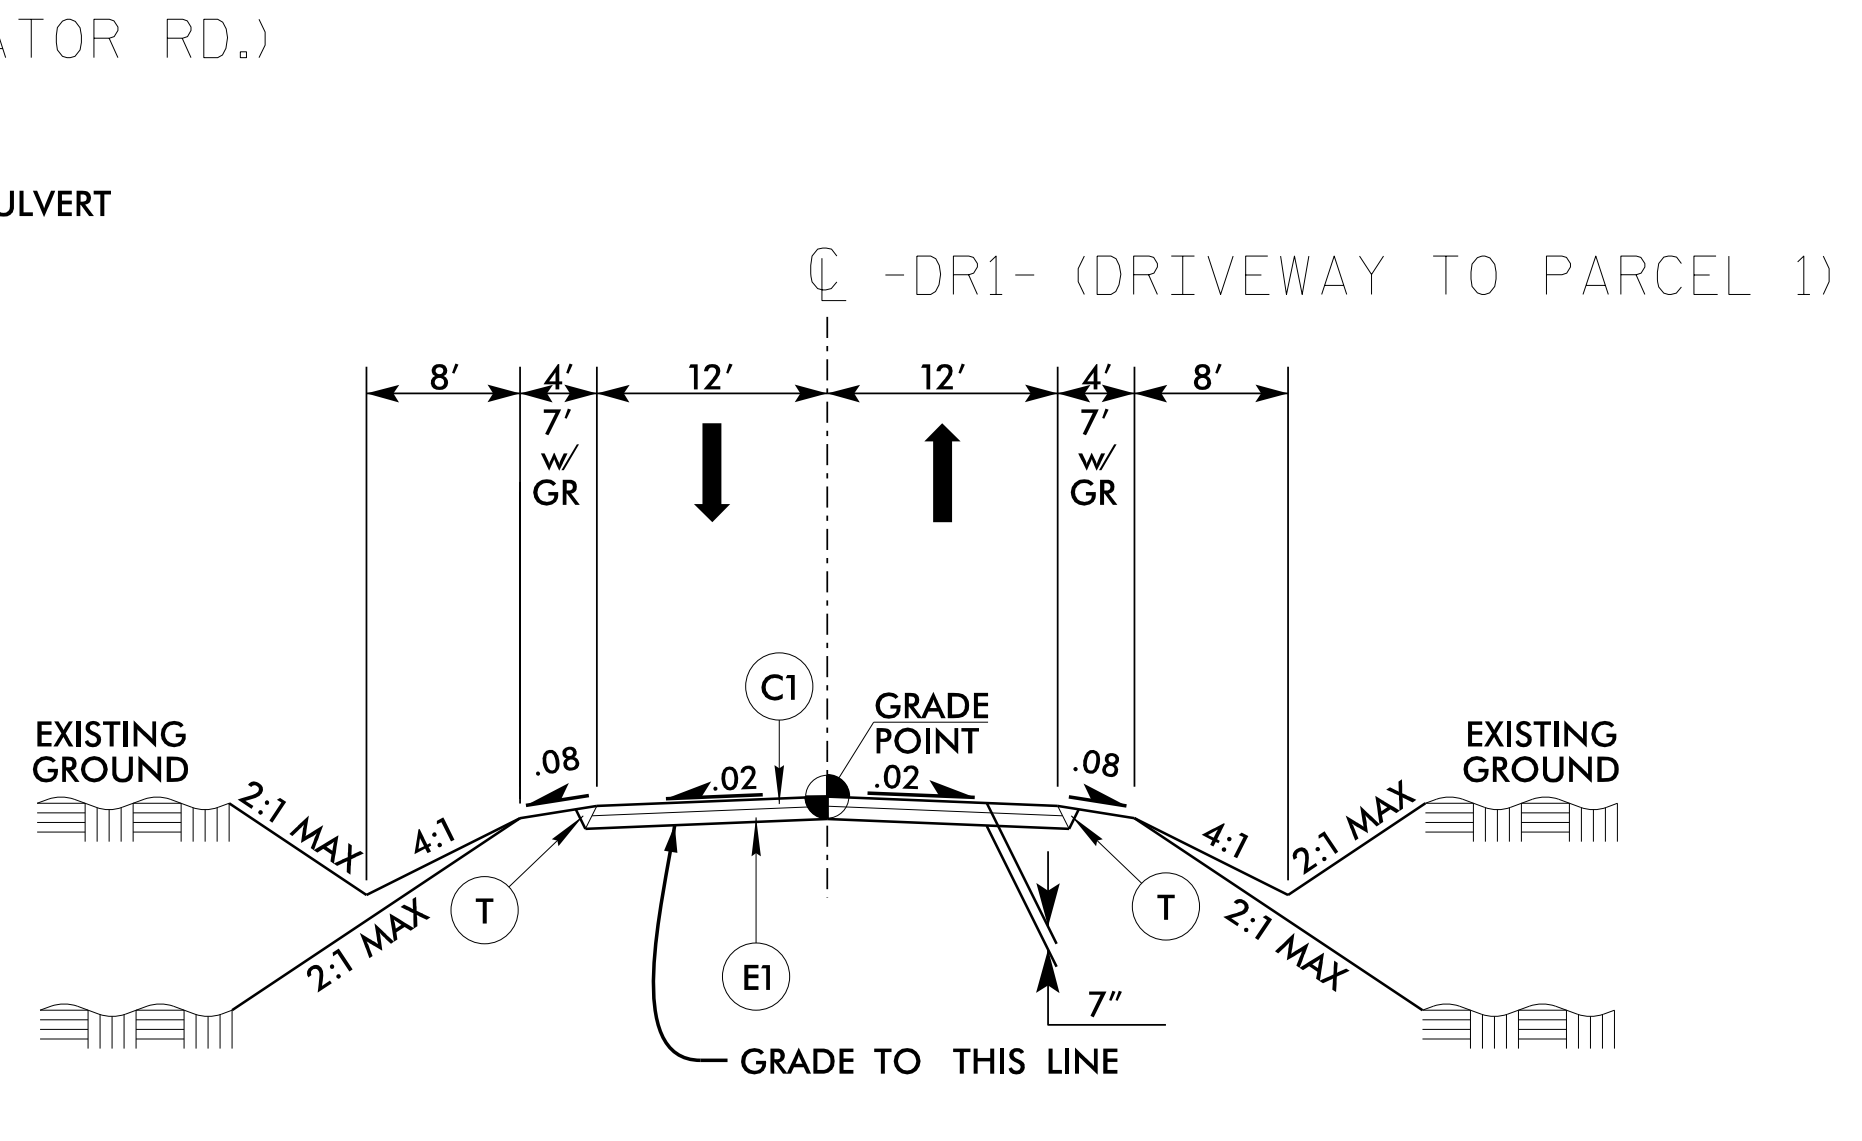 RD.)
-DR1- (DRIVEWAY TO PARCEL 1)
8' 4' 12' 12' 4' 8'
7' 7'
w/ w/
GR GR
C1
GRADE
POINT
EXISTING
GROUND
EXISTING
GROUND
.08 .02 .02 .08
2:1 MAX 4:1 4:1 2:1 MAX
T T
2:1 MAX 2:1 MAX
E1
7"
GRADE TO THIS LINE